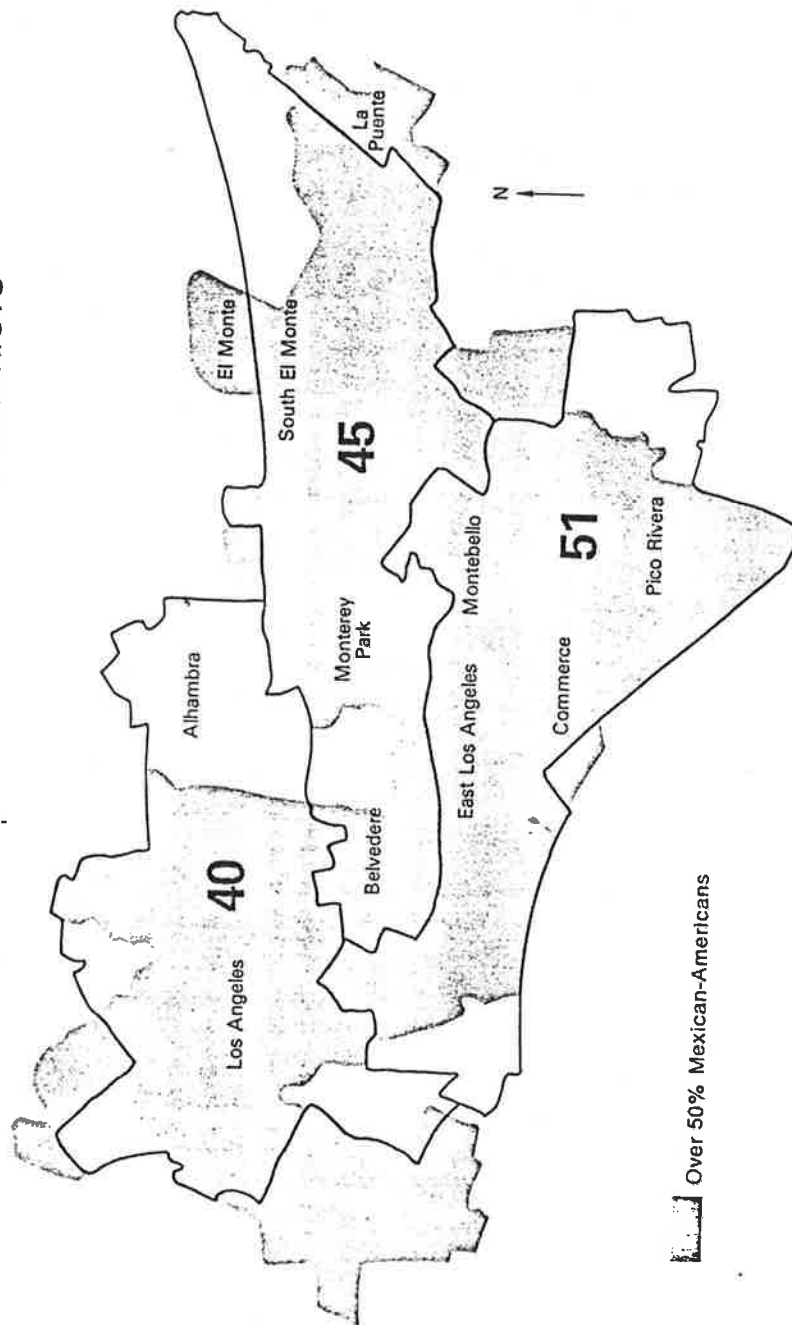 El Monte
La
Puente
South El Monte
45
N
Alhambra
Monterey
Park
40
Los Angeles
Belvedere
East Los Angeles
Montebello
51
Commerce
Pico Rivera
Over 50% Mexican-Americans